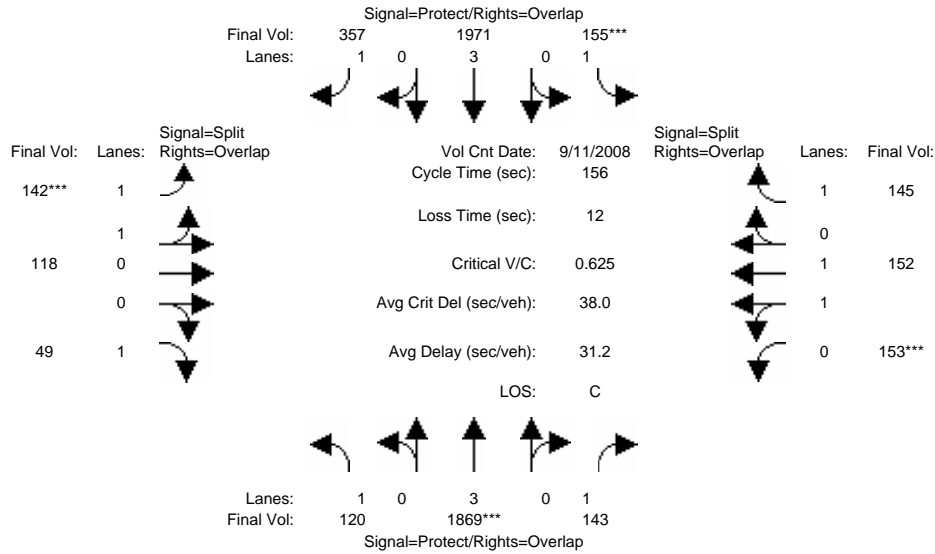 Signal=Protect/Rights=Overlap
Final Vol: 357 1971 155***
Lanes: 1 0 3 0 1
Signal=Split Signal=Split
Final Vol: Lanes: Rights=Overlap Vol Cnt Date: 9/11/2008 Rights=Overlap Lanes: Final Vol:
Cycle Time (sec): 156
142*** 1 1 145
Loss Time (sec): 12
1 0
118 0 Critical V/C: 0.625 1 152
0 Avg Crit Del (sec/veh): 38.0 1
49 1 Avg Delay (sec/veh): 31.2 0 153***
LOS: C
Lanes: 1 0 3 0 1
Final Vol: 120 1869*** 143
Signal=Protect/Rights=Overlap